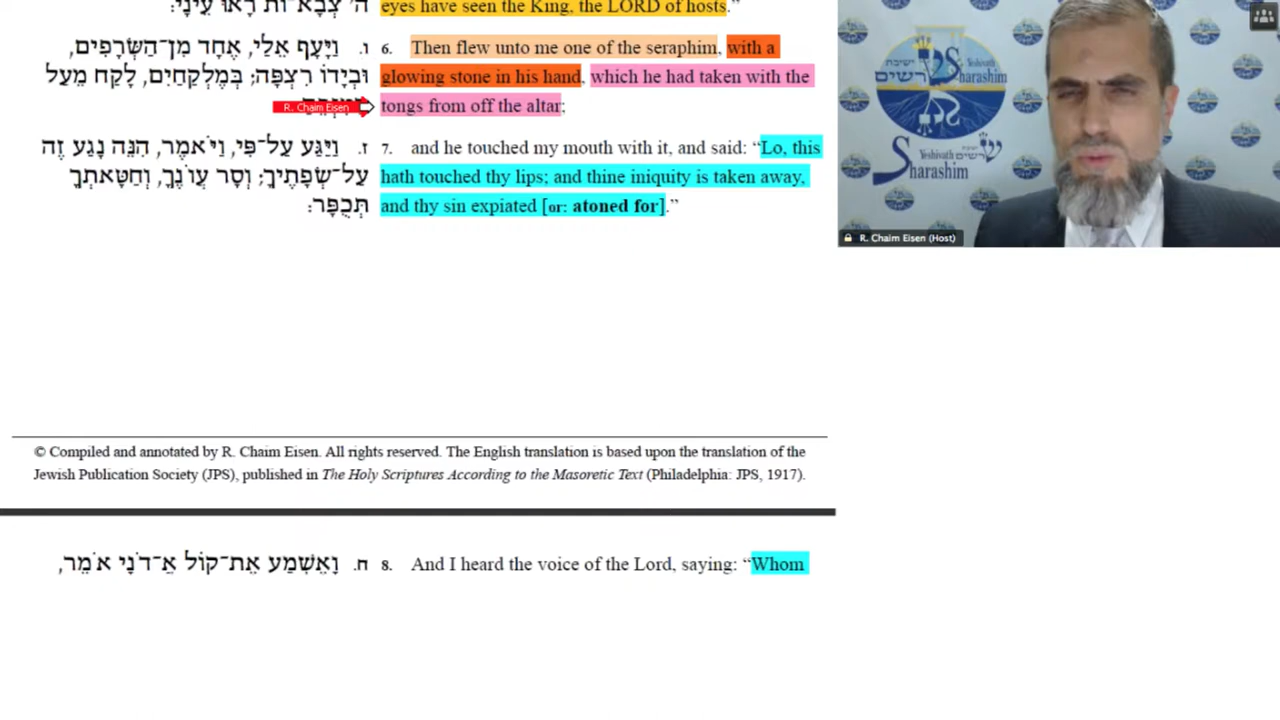 ה׳ צְבָא־וֹת רָאוּ עֵינָי:
eyes have seen the King, the LORD of hosts.”
ו. וַיָּעָף אֵלַי, אֶחָד מִן־הַשְּׂרָפִים,
וּבְיָדוֹ רִצְפָּה; בְּמֶלְקַחַיִם, לָקַח מֵעַל
6. Then flew unto me one of the seraphim, with a
glowing stone in his hand, which he had taken with the
tongs from off the altar;
R. Chaim Eisen
ז. וַיַּגַּע עַל־פִּי, וַיֹּאמֶר, הִנֵּה נָגַע זֶה
עַל־שְׂפָתֶיךָ; וְסָר עֲוֺנֶךָ, וְחַטָּאתְךָ
תְּכֻפָּר:
7. and he touched my mouth with it, and said: “Lo, this
hath touched thy lips; and thine iniquity is taken away,
and thy sin expiated [or: atoned for].”
© Compiled and annotated by R. Chaim Eisen. All rights reserved. The English translation is based upon the translation of the
Jewish Publication Society (JPS), published in The Holy Scriptures According to the Masoretic Text (Philadelphia: JPS, 1917).
ח. וָאֶשְׁמַע אֶת־קוֹל אֲ־דֹנָי אֹמֵר,
8. And I heard the voice of the Lord, saying: “Whom
ישיבת
שרשים
Sharashim
Yeshivath ישיבת שרשים
Sharashim
R. Chaim Eisen (Host)